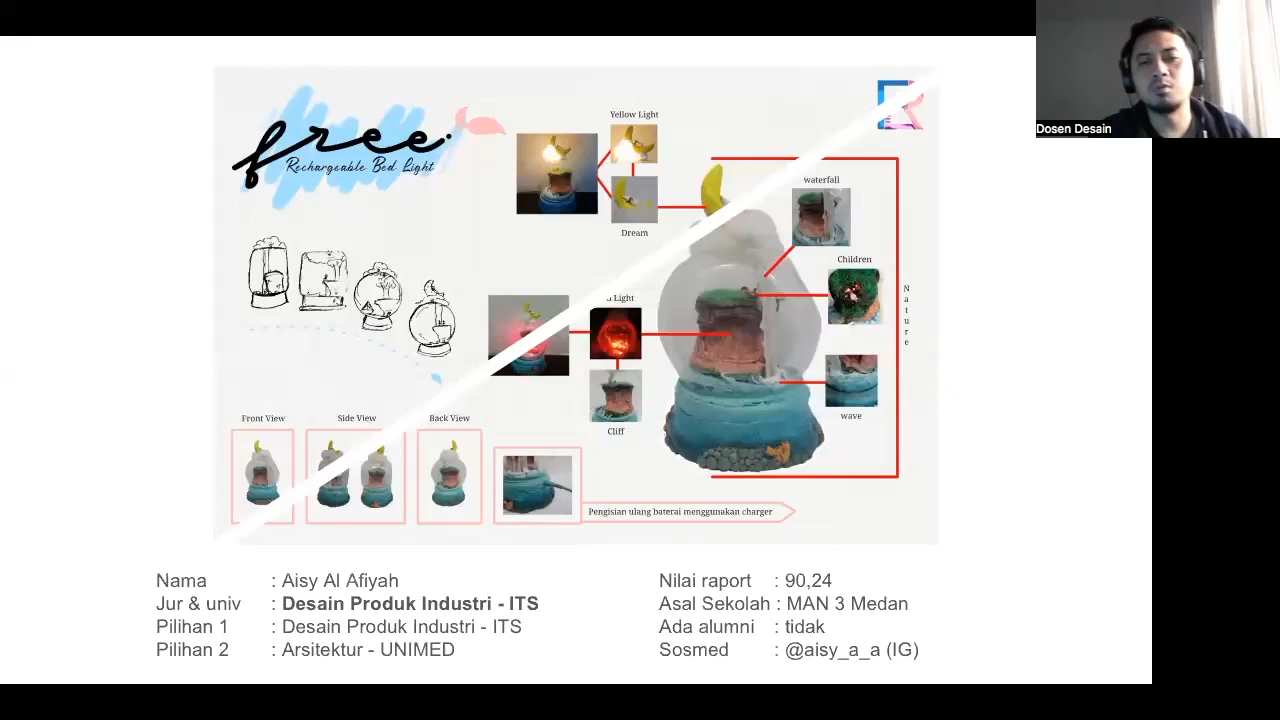 Dosen Desain
free.
Rechargeable Bed Light
Yellow Light
Dream
waterfall
Children
Nature
Light
Cliff
wave
Front View
Side View
Back View
Pengisian ulang baterai menggunakan charger
Nama : Aisy Al Afiyah
Jur & univ : Desain Produk Industri - ITS
Pilihan 1 : Desain Produk Industri - ITS
Pilihan 2 : Arsitektur - UNIMED
Nilai raport : 90,24
Asal Sekolah : MAN 3 Medan
Ada alumni : tidak
Sosmed : @aisy_a_a (IG)